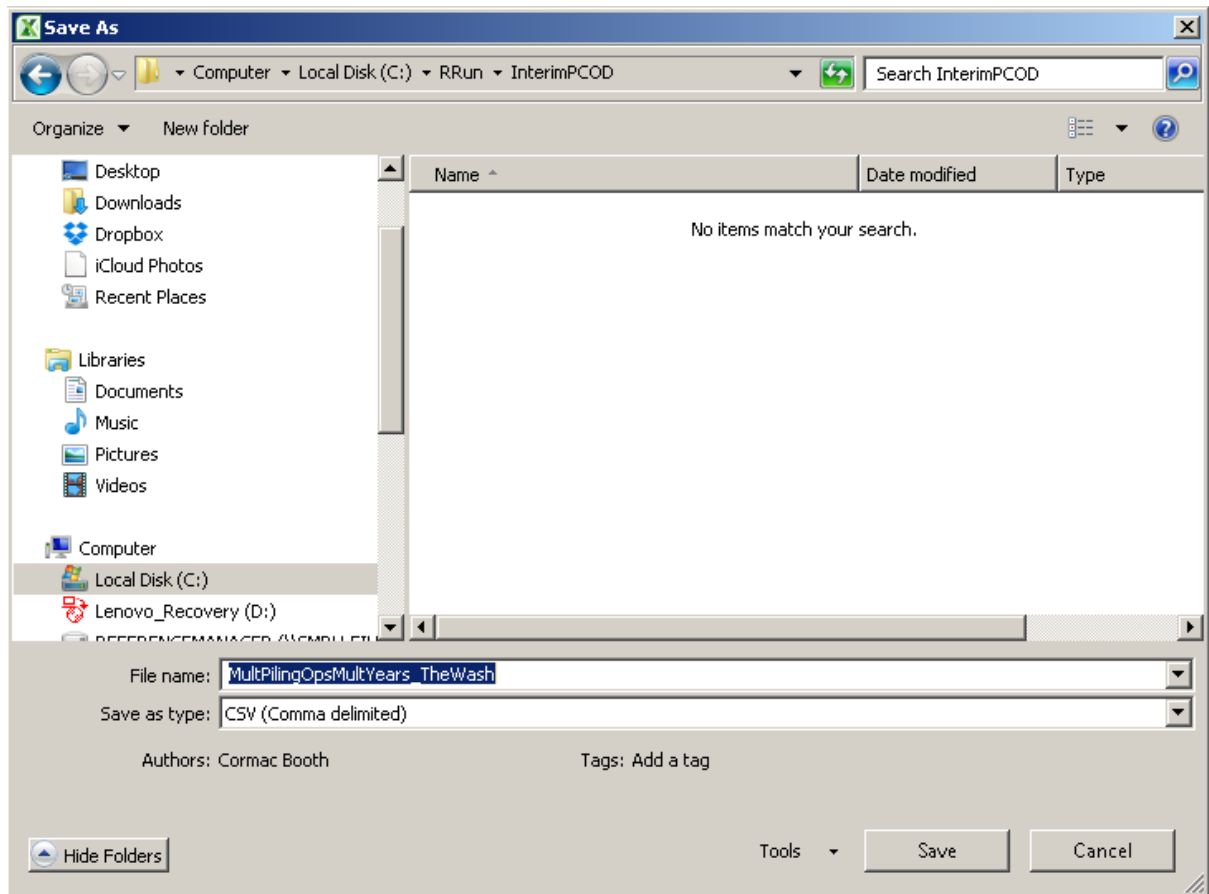 Save As
Computer Local Disk (C:) RRun InterimPCOD Search InterimPCOD
Organize New folder
Desktop
Downloads
Dropbox
iCloud Photos
Recent Places
Libraries
Documents
Music
Pictures
Videos
Computer
Local Disk (C:)
Lenovo_Recovery (D:)
Name Date modified Type
No items match your search.
File name: MultPilingOpsMultYears_TheWash
Save as type: CSV (Comma delimited)
Authors: Cormac Booth Tags: Add a tag
Hide Folders Tools Save Cancel